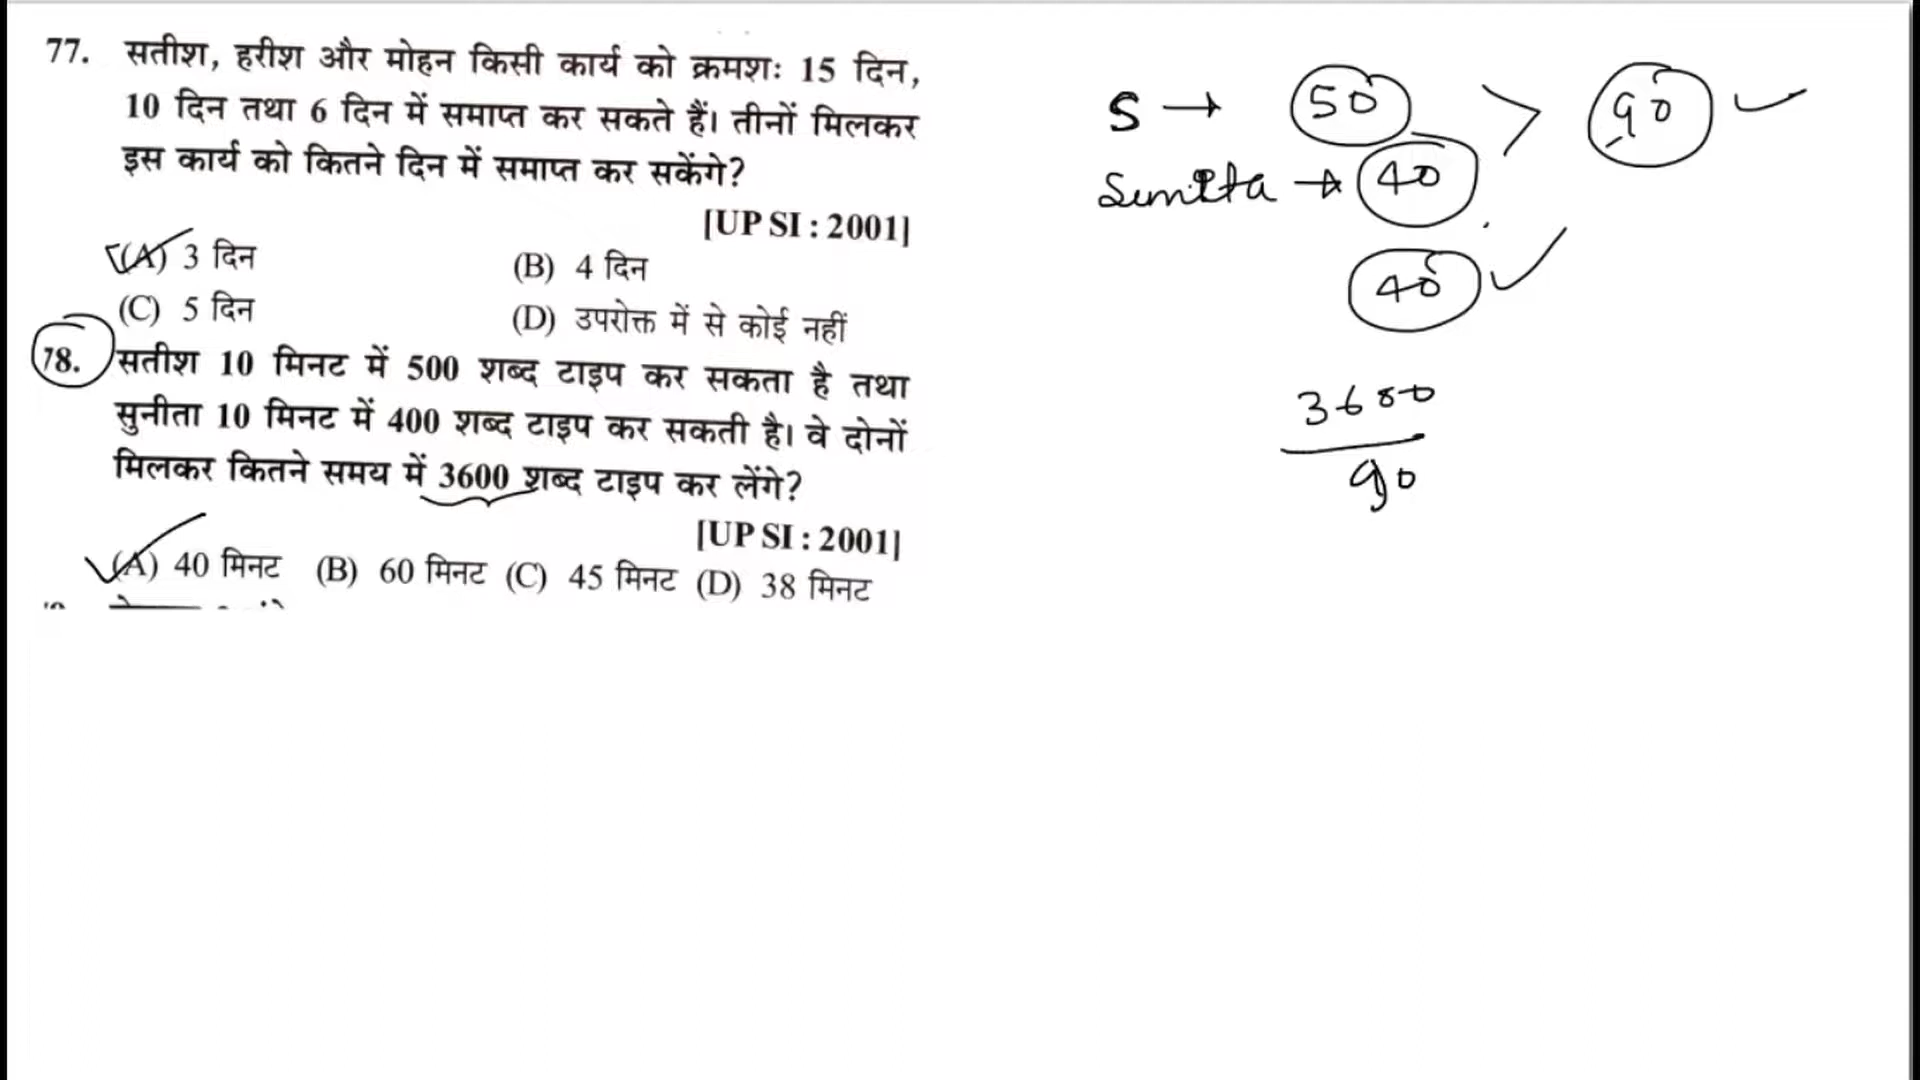 77. सतीश, हरीश और मोहन किसी कार्य को क्रमशः 15 दिन,
10 दिन तथा 6 दिन में समाप्त कर सकते हैं। तीनों मिलकर
इस कार्य को कितने दिन में समाप्त कर सकेंगे?
[UP SI : 2001]
(A) 3 दिन (B) 4 दिन
(C) 5 दिन (D) उपरोक्त में से कोई नहीं
78. सतीश 10 मिनट में 500 शब्द टाइप कर सकता है तथा
सुनीता 10 मिनट में 400 शब्द टाइप कर सकती है। वे दोनों
मिलकर कितने समय में 3600 शब्द टाइप कर लेंगे?
[UP SI : 2001]
(A) 40 मिनट (B) 60 मिनट (C) 45 मिनट (D) 38 मिनट
S → 50 > 90
Sunita → 40
40
3600
90